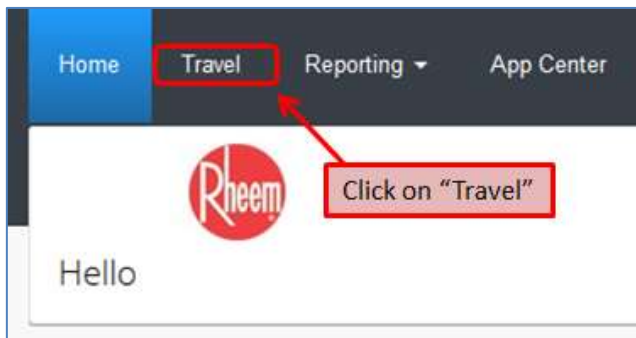 Home Travel Reporting App Center
Rheem
Click on “Travel”
Hello